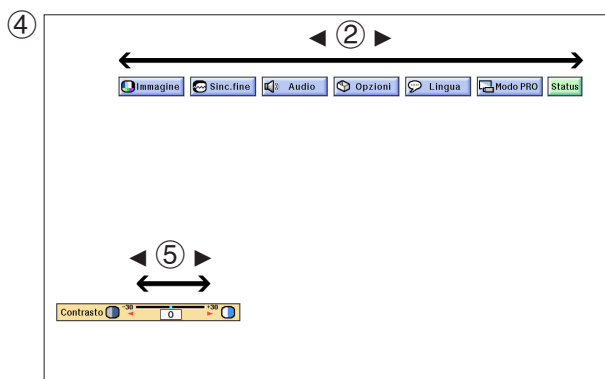 ④
◄ ② ►
Immagine Sinc.fine Audio Opzioni Lingua Modo PRO Status
◄ ⑤ ►
Contrasto -30 0 +30